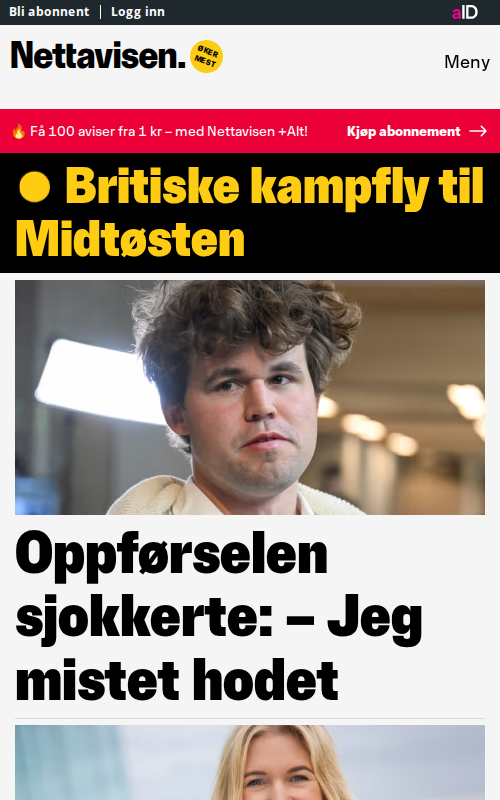 Bli abonnent | Logg inn
aID
Nettavisen.
ØKER
MEST
Meny
🔥 Få 100 aviser fra 1 kr – med Nettavisen +Alt!
Kjøp abonnement →
Britiske kampfly til
Midtøsten
Oppførselen
sjokkerte: – Jeg
mistet hodet